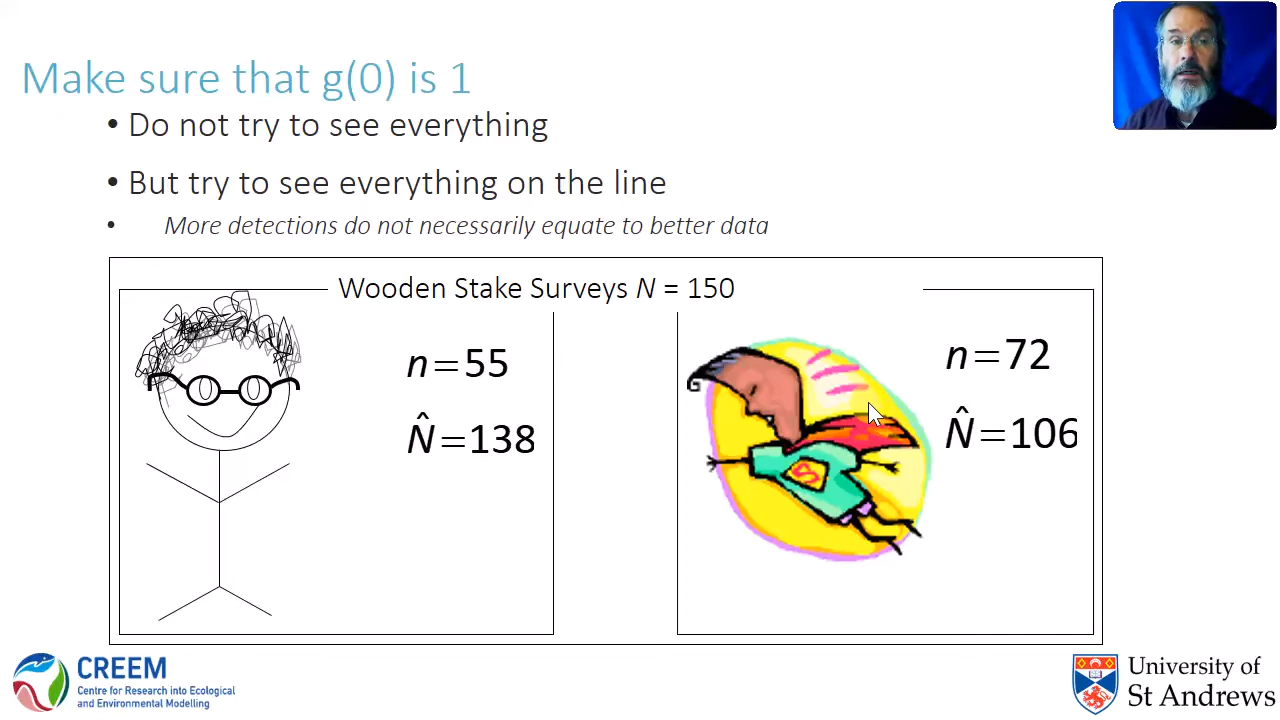 Make sure that g(0) is 1
• Do not try to see everything
• But try to see everything on the line
• More detections do not necessarily equate to better data
Wooden Stake Surveys N = 150
n=55
N̂=138
n=72
N̂=106
S
CREEM
Centre for Research into Ecological
and Environmental Modelling
University of
St Andrews